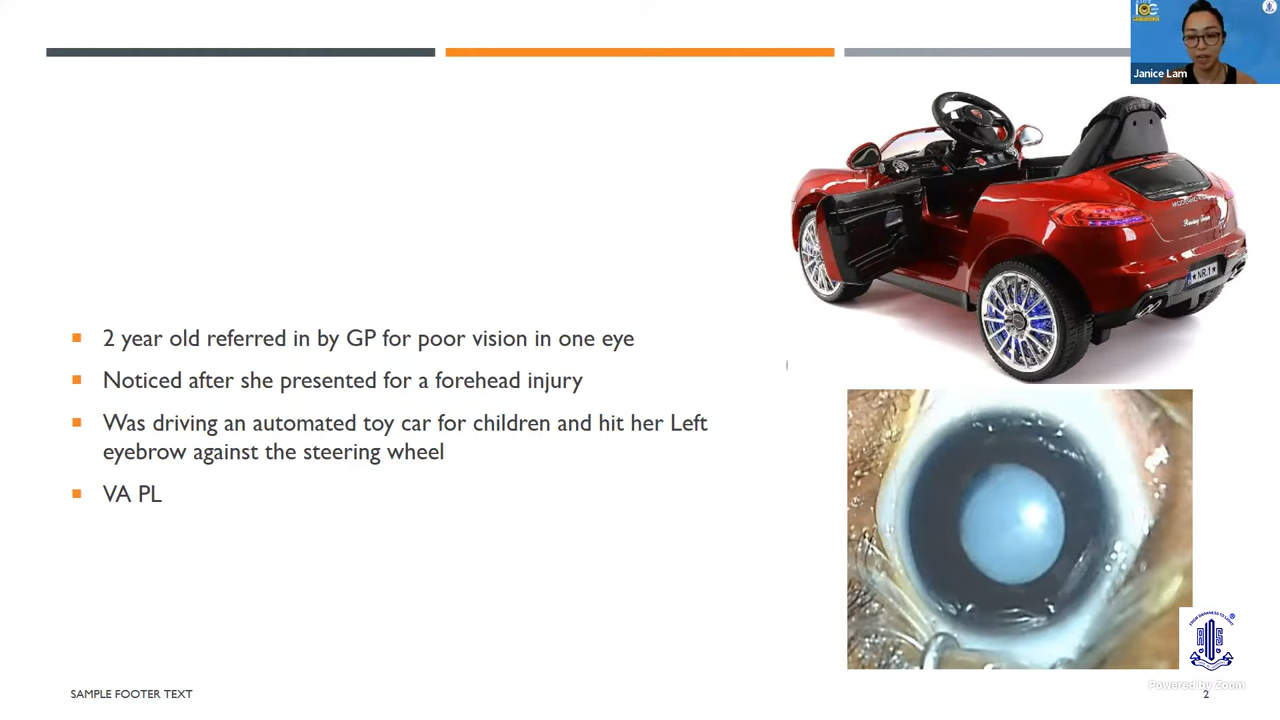 Janice Lam
2 year old referred in by GP for poor vision in one eye
Noticed after she presented for a forehead injury
Was driving an automated toy car for children and hit her Left
eyebrow against the steering wheel
VA PL
NR.1
SAMPLE FOOTER TEXT
Powered by Zoom
2